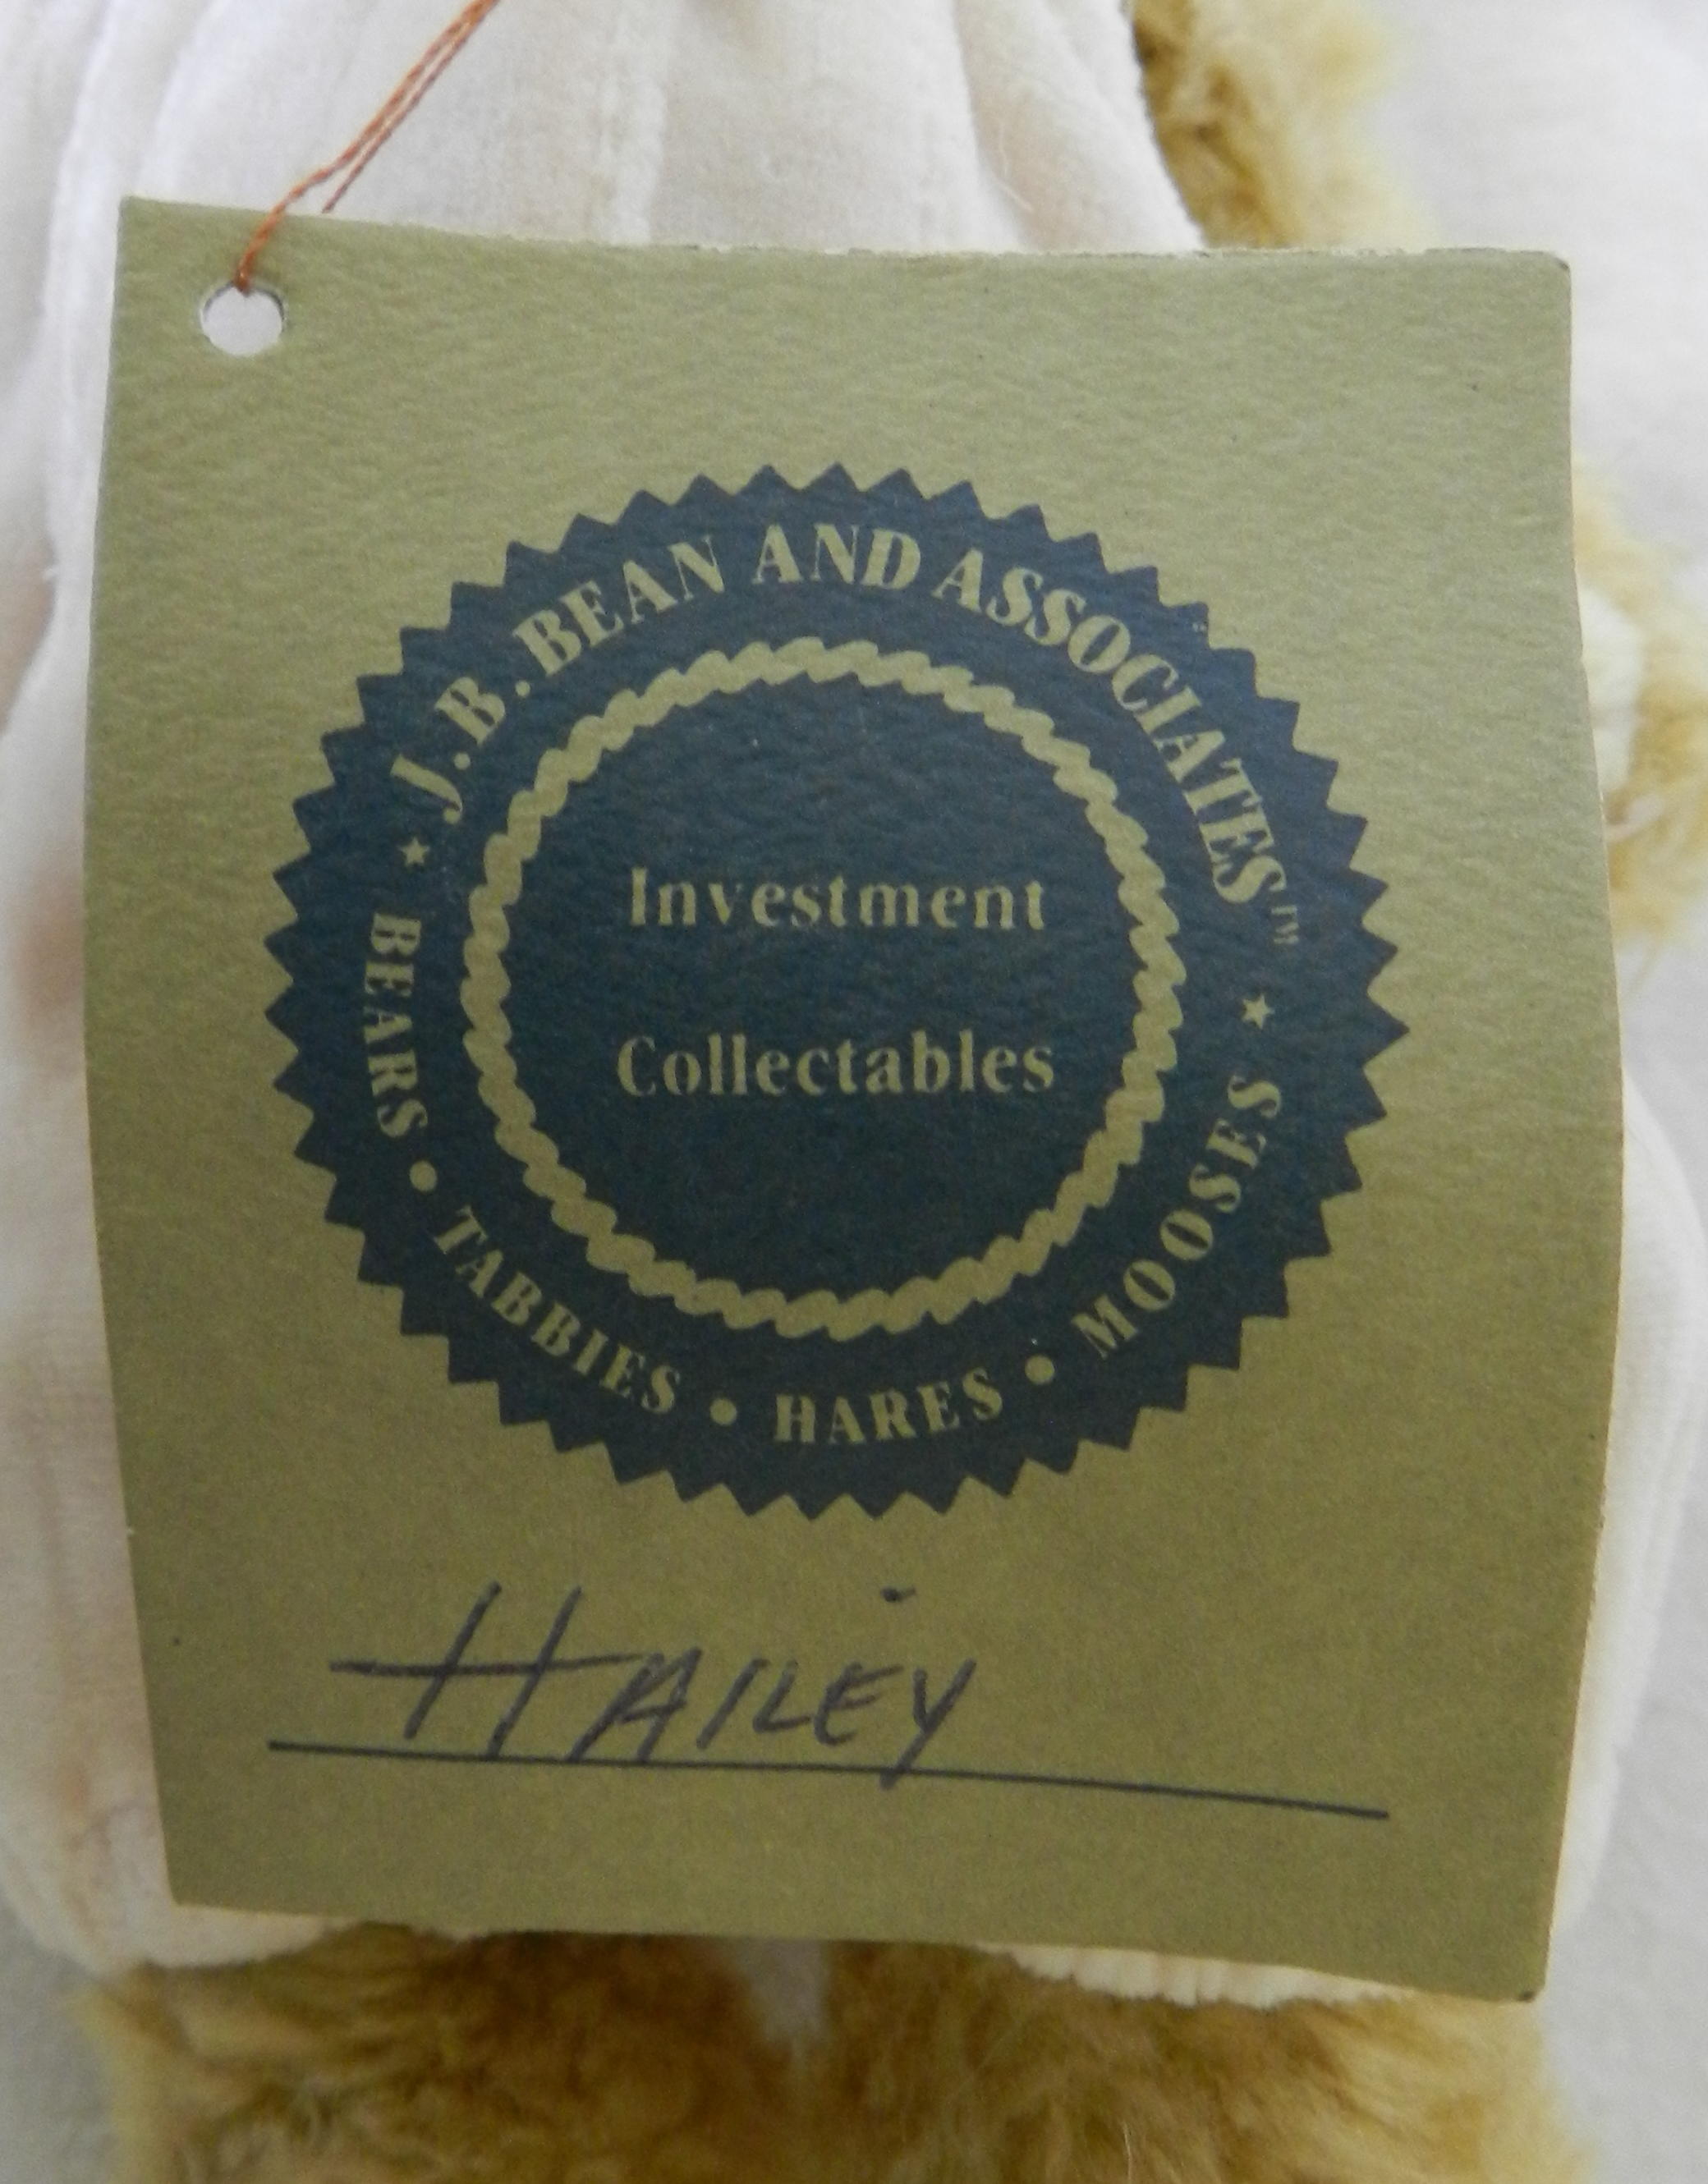 J.B. BEAN AND ASSOCIATES™
Investment
Collectables
★ BEARS • TABBIES • HARES • MOOSES ★
HAILEY